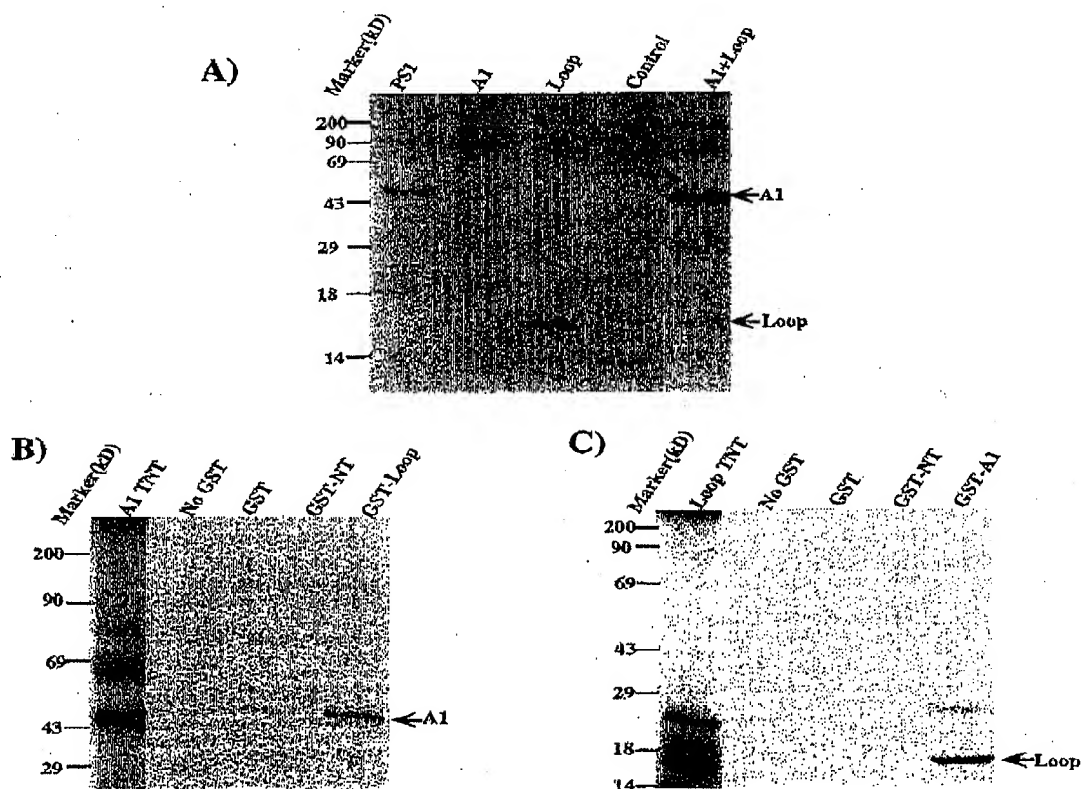 A)
Marker(kD)
PS1
A1
Loop
Control
A1+Loop
200
90
69
43
29
18
14
A1
Loop
B)
Marker(kD)
A1 TNT
No GST
GST
GST-NT
GST-Loop
200
90
69
43
29
A1
C)
Marker(kD)
Loop TNT
No GST
GST
GST-NT
GST-A1
200
90
69
43
29
18
14
Loop